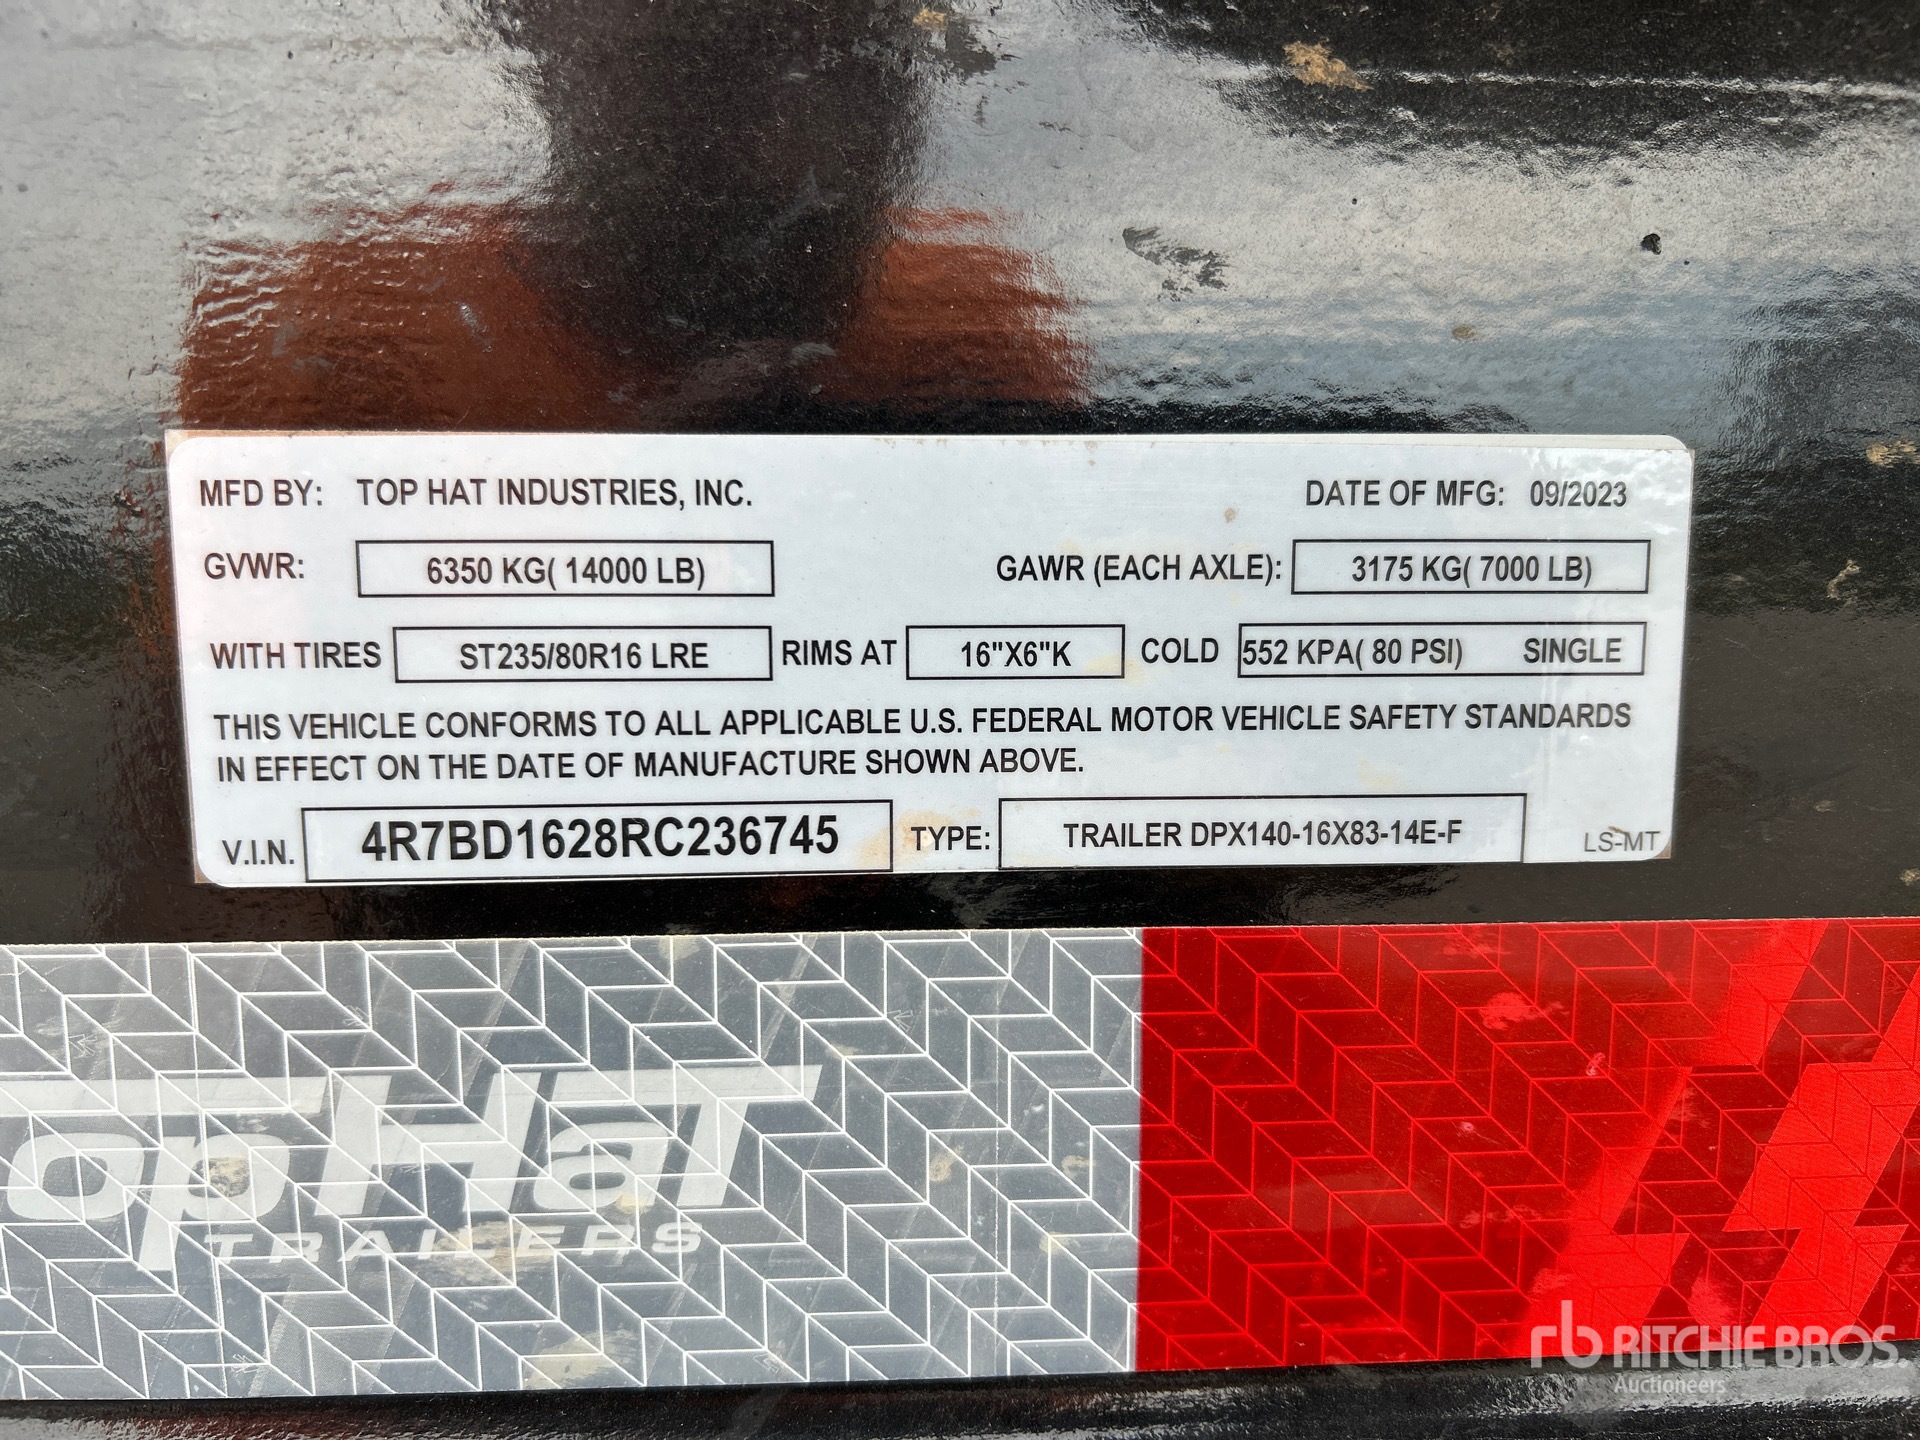 MFD BY: TOP HAT INDUSTRIES, INC. DATE OF MFG: 09/2023
GVWR: 6350 KG( 14000 LB) GAWR (EACH AXLE): 3175 KG( 7000 LB)
WITH TIRES ST235/80R16 LRE RIMS AT 16"X6"K COLD 552 KPA( 80 PSI) SINGLE
THIS VEHICLE CONFORMS TO ALL APPLICABLE U.S. FEDERAL MOTOR VEHICLE SAFETY STANDARDS
IN EFFECT ON THE DATE OF MANUFACTURE SHOWN ABOVE.
V.I.N. 4R7BD1628RC236745 TYPE: TRAILER DPX140-16X83-14E-F LS-MT
TopHaT
TRAILERS
rb RITCHIE BROS.
Auctioneers